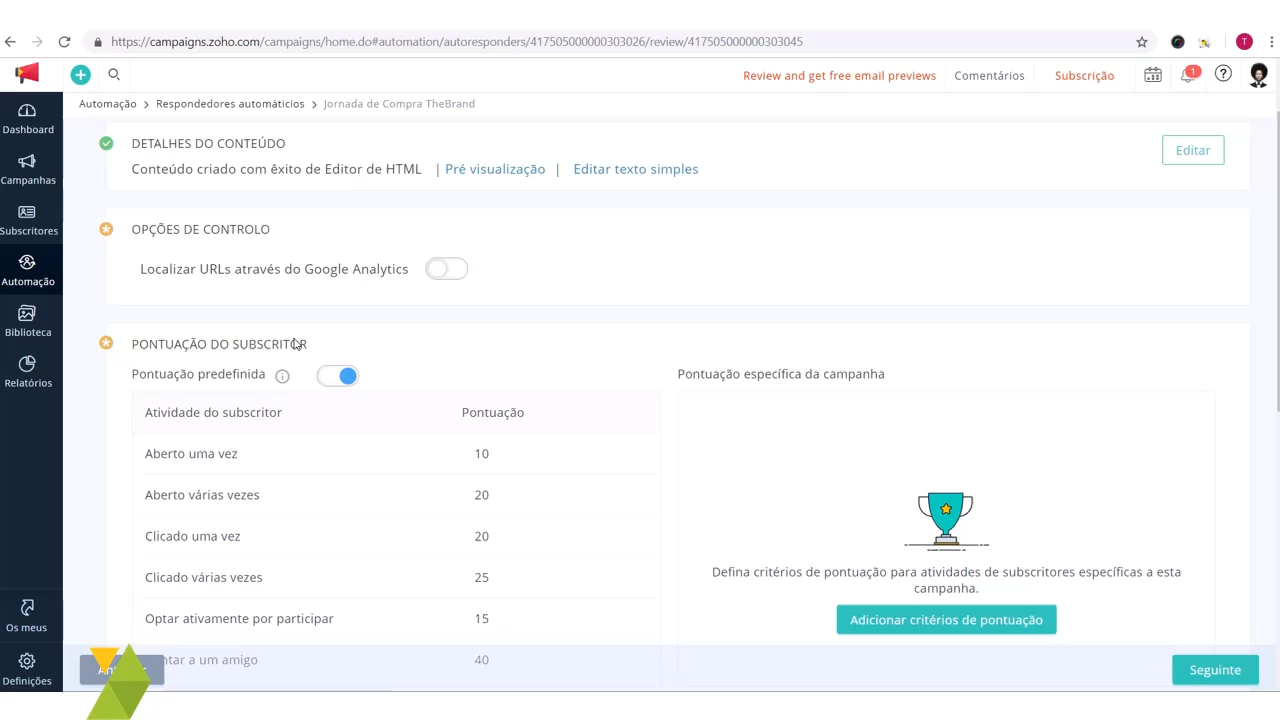 https://campaigns.zoho.com/campaigns/home.do#automation/autoresponders/417505000000303026/review/417505000000303045
T
Review and get free email previews
Comentários
Subscrição
1
Automação > Respondedores automáticos > Jornada de Compra TheBrand
Dashboard
Campanhas
Subscritores
Automação
Biblioteca
Relatórios
Os meus
Definições
DETALHES DO CONTEÚDO
Editar
Conteúdo criado com êxito de Editor de HTML | Pré visualização | Editar texto simples
OPÇÕES DE CONTROLO
Localizar URLs através do Google Analytics
PONTUAÇÃO DO SUBSCRITOR
Pontuação predefinida
Pontuação específica da campanha
Atividade do subscritor Pontuação
Aberto uma vez 10
Aberto várias vezes 20
Clicado uma vez 20
Clicado várias vezes 25
Optar ativamente por participar 15
a um amigo 40
Defina critérios de pontuação para atividades de subscritores específicas a esta
campanha.
Adicionar critérios de pontuação
Seguinte